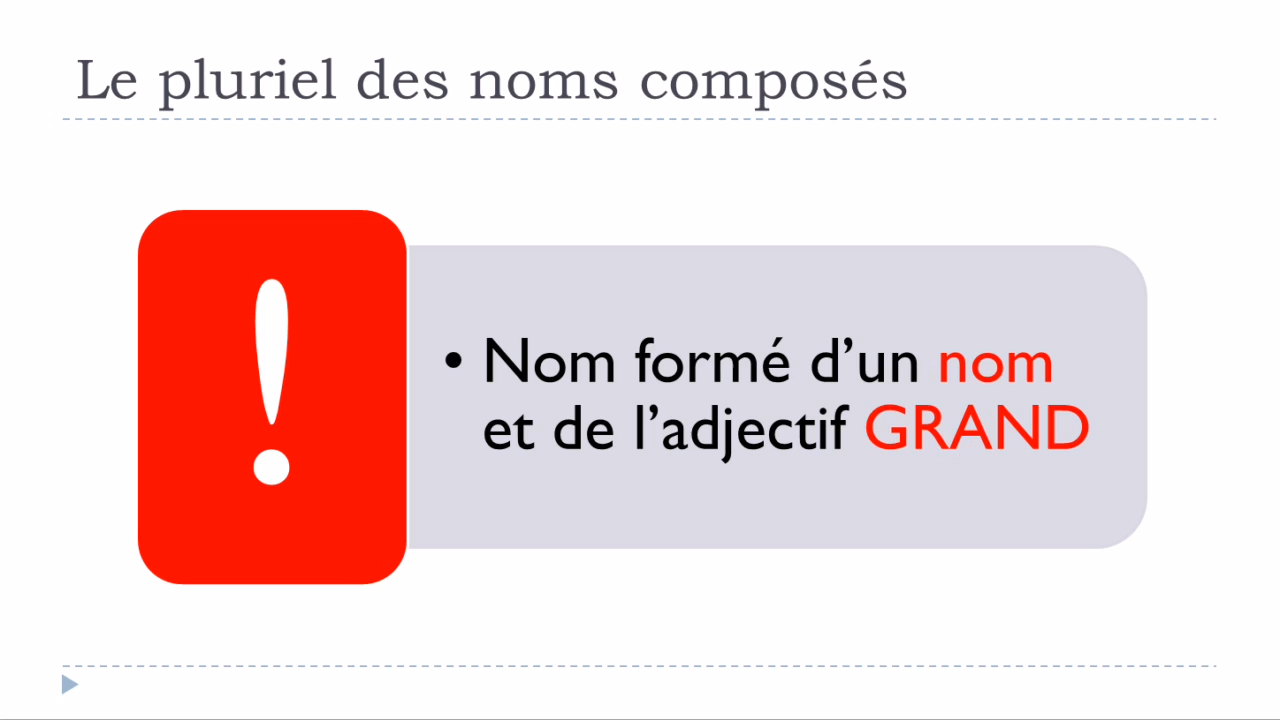 Le pluriel des noms composés
!
• Nom formé d’un nom
et de l’adjectif GRAND